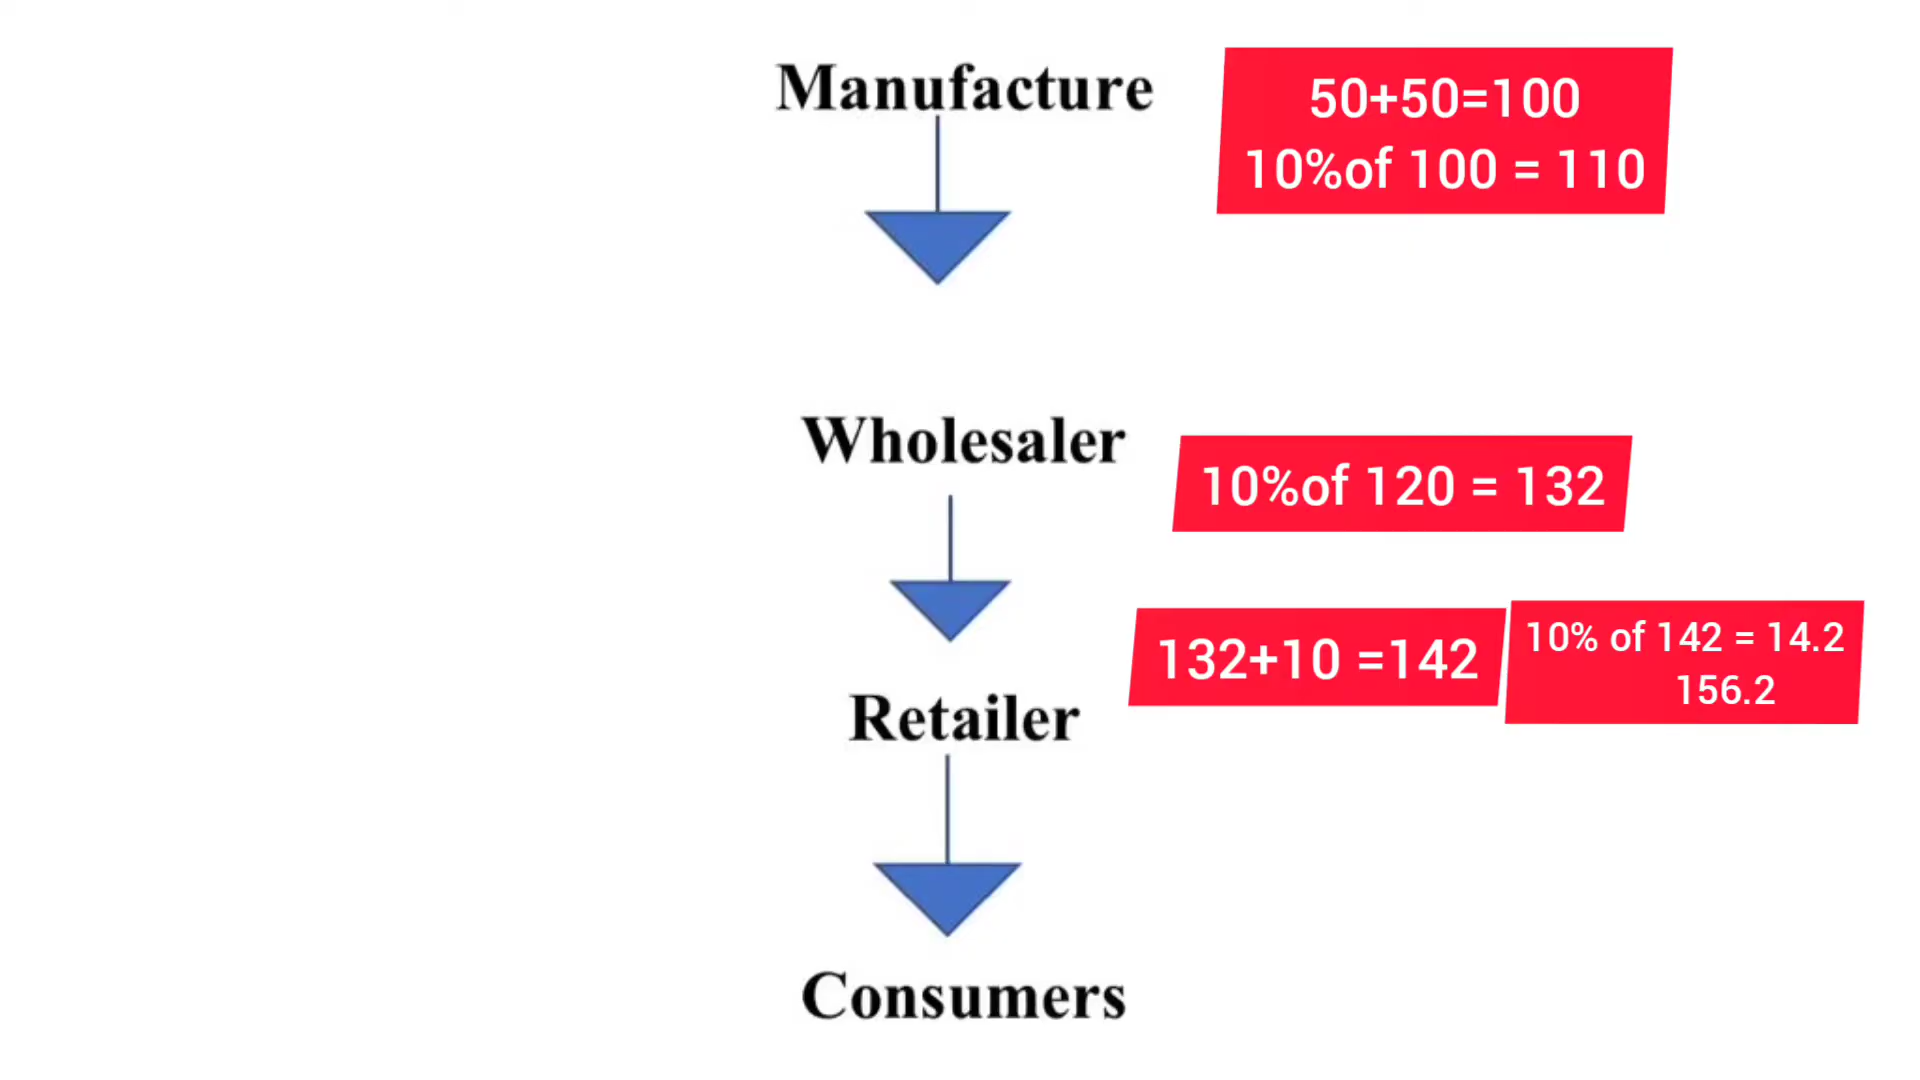 Manufacture
50+50=100
10%of 100 = 110
Wholesaler
10%of 120 = 132
132+10 =142
10% of 142 = 14.2
156.2
Retailer
Consumers